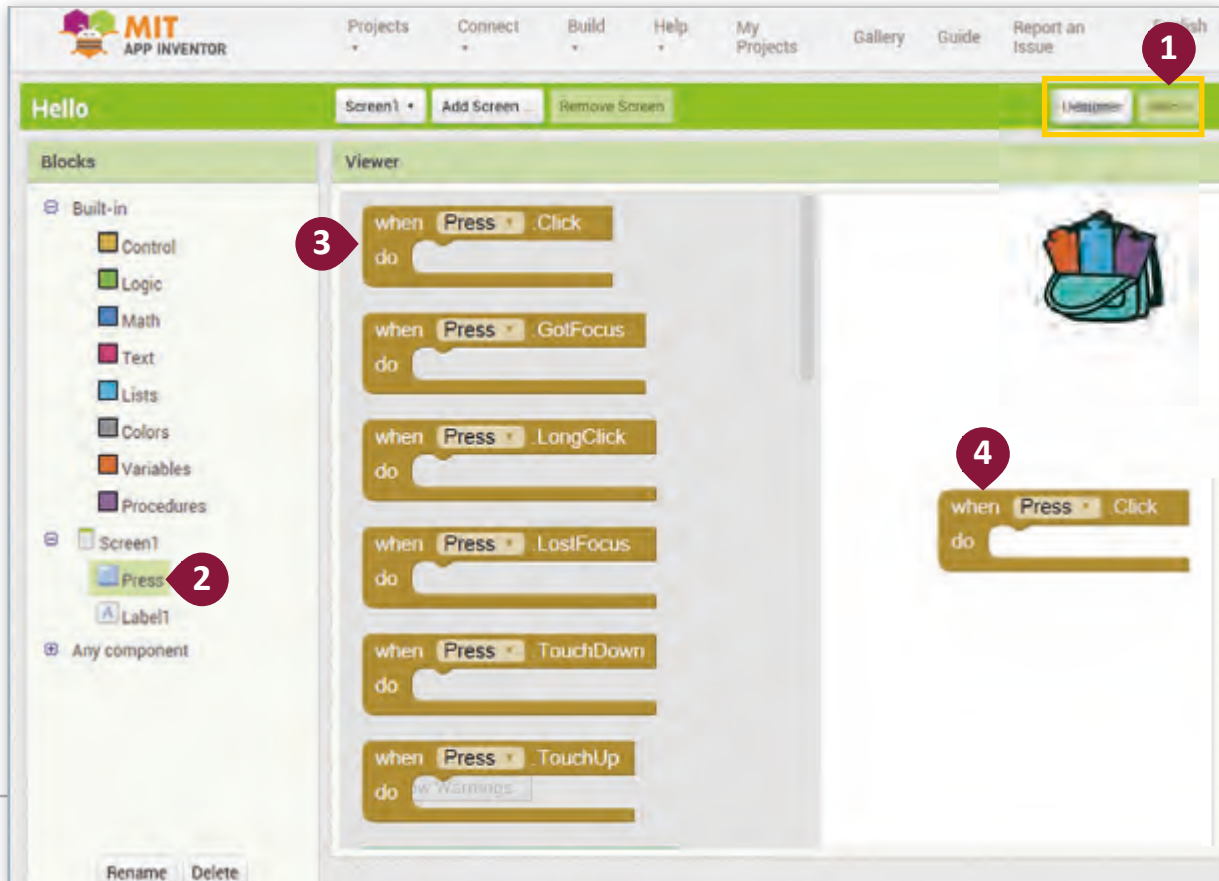 MIT
APP INVENTOR
Projects
Connect
Build
Help
My
Projects
Gallery
Guide
Report an
Issue
1
Hello
Screen1
Add Screen ...
Remove Screen
Designer
Blocks
Viewer
Built-in
Control
Logic
Math
Text
Lists
Colors
Variables
Procedures
Screen1
Press
2
Label1
Any component
Rename
Delete
3
when Press .Click
do
when Press .GotFocus
do
when Press .LongClick
do
when Press .LostFocus
do
when Press .TouchDown
do
when Press .TouchUp
do
Warnings
4
when Press .Click
do